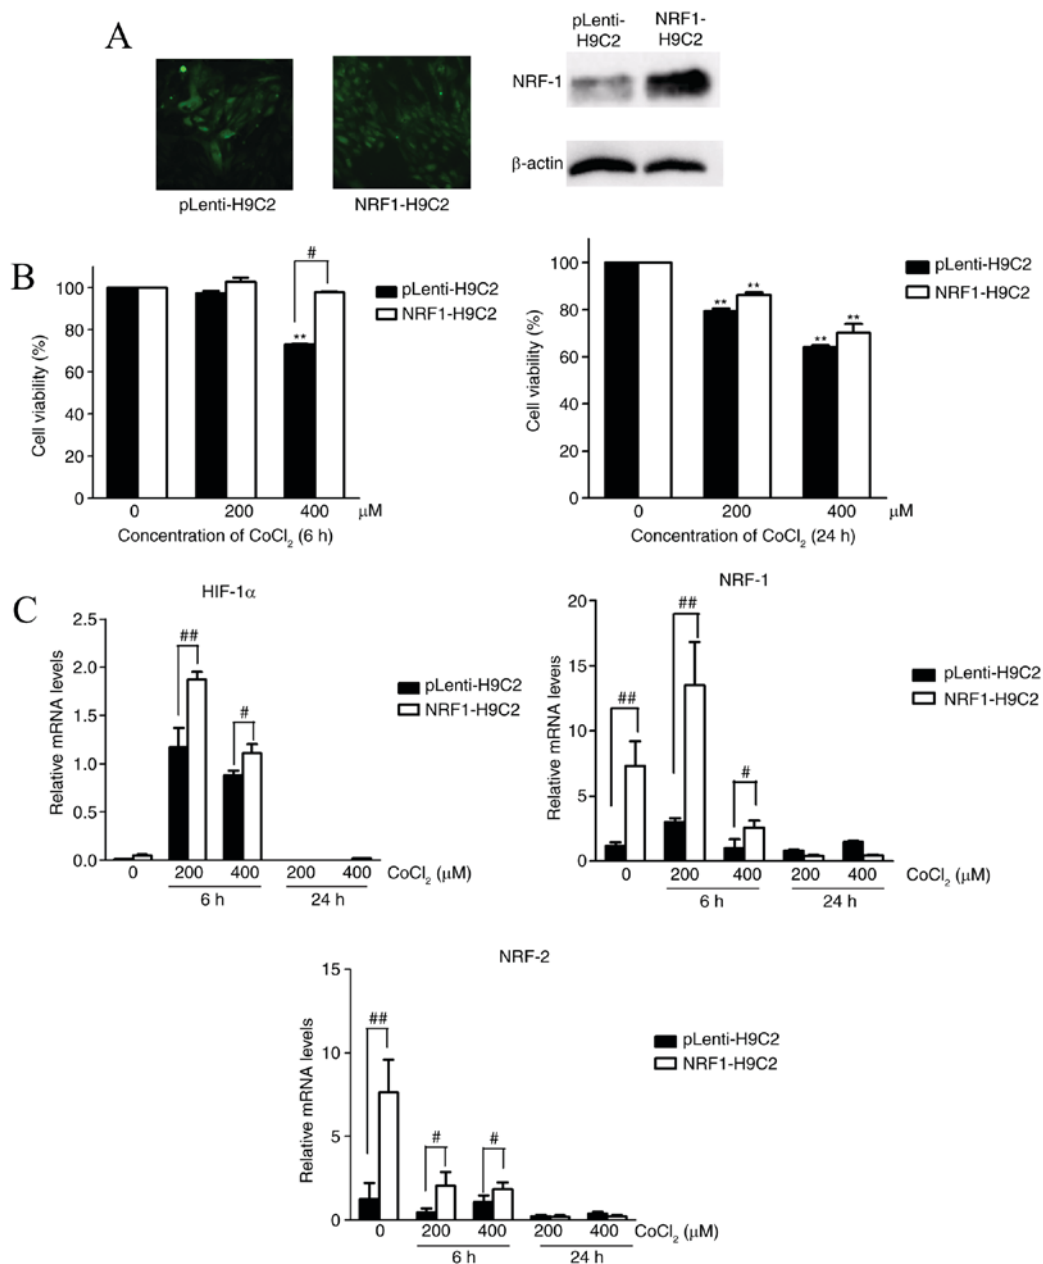 A
pLenti-H9C2
NRF1-H9C2
pLenti-
H9C2
NRF1-
H9C2
NRF-1
β-actin
B
Cell viability (%)
100
80
60
40
20
0
**
#
0
200
400
μM
Concentration of CoCl₂ (6 h)
pLenti-H9C2
NRF1-H9C2
Cell viability (%)
100
80
60
40
20
0
**
**
**
**
0
200
400
μM
Concentration of CoCl₂ (24 h)
pLenti-H9C2
NRF1-H9C2
C
HIF-1α
Relative mRNA levels
2.5
2.0
1.5
1.0
0.5
0.0
##
#
0
200
400
200
400
CoCl₂ (μM)
6 h
24 h
pLenti-H9C2
NRF1-H9C2
NRF-1
Relative mRNA levels
20
15
10
5
0
##
##
#
0
200
400
200
400
CoCl₂ (μM)
6 h
24 h
pLenti-H9C2
NRF1-H9C2
NRF-2
Relative mRNA levels
15
10
5
0
##
#
#
0
200
400
200
400
CoCl₂ (μM)
6 h
24 h
pLenti-H9C2
NRF1-H9C2